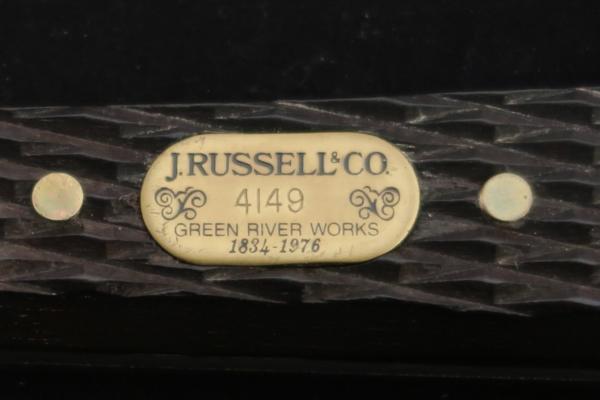 J.RUSSELL & CO.
4149
GREEN RIVER WORKS
1834-1976